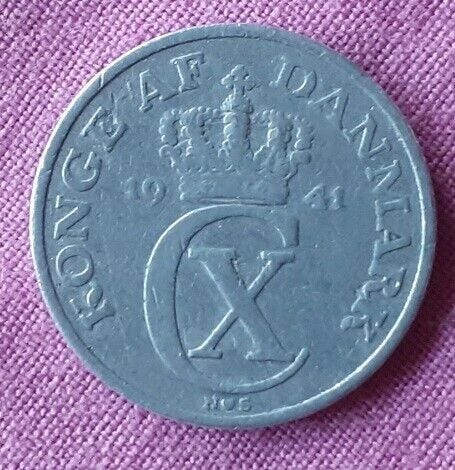 KONGE AF DANMARK
19 41
CX
N♥S